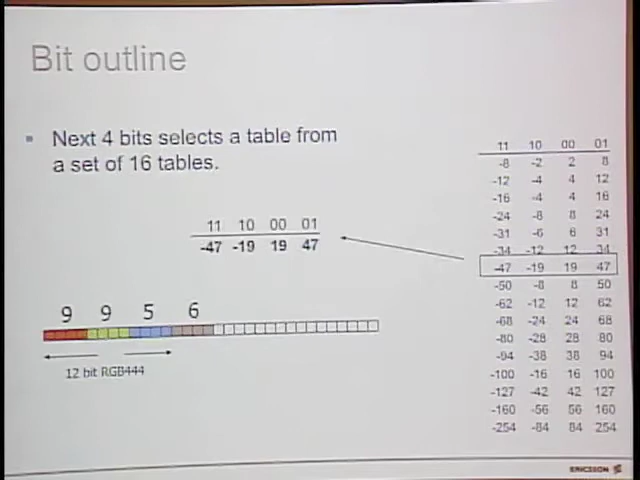 Bit outline
Next 4 bits selects a table from
a set of 16 tables.
11 10 00 01
-47 -19 19 47
9 9 5 6
12 bit RGB444
11 10 00 01
-8 -2 2 8
-12 -4 4 12
-16 -4 4 16
-24 -8 8 24
-31 -6 6 31
-34 -12 12 34
-47 -19 19 47
-50 -8 8 50
-62 -12 12 62
-68 -24 24 68
-80 -28 28 80
-94 -38 38 94
-100 -16 16 100
-127 -42 42 127
-160 -56 56 160
-254 -84 84 254
ERICSSON